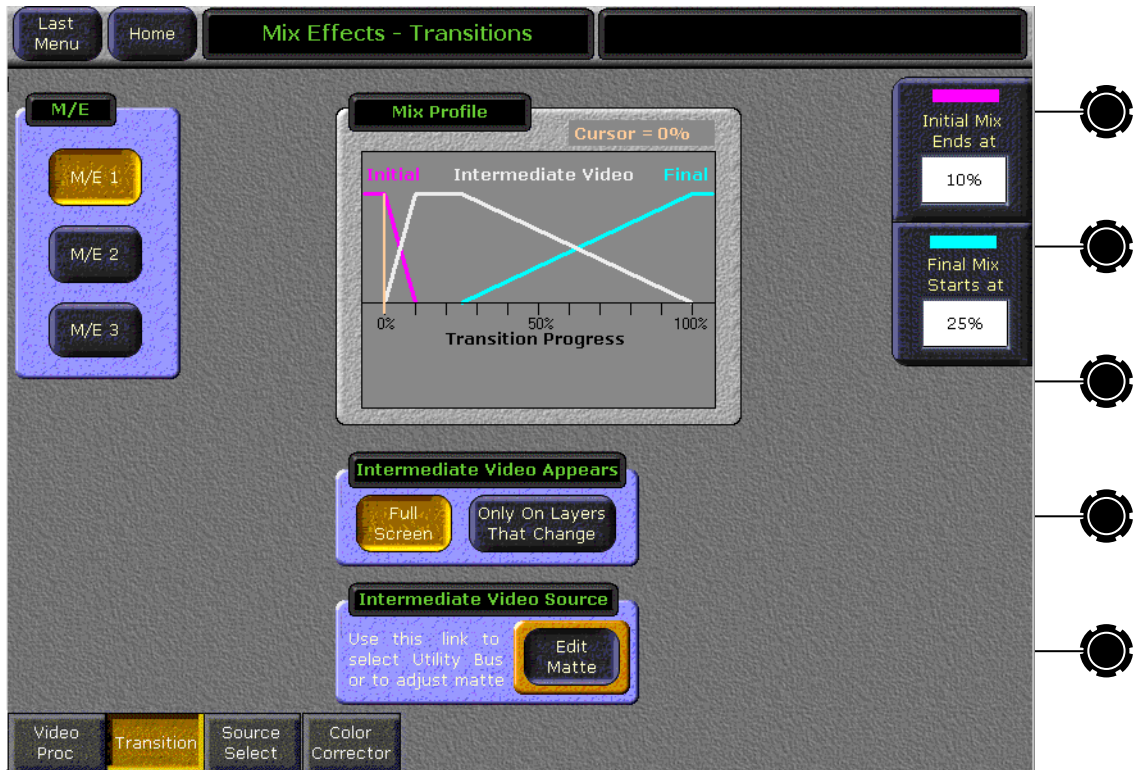 Last
Menu
Home
Mix Effects - Transitions
M/E
M/E 1
M/E 2
M/E 3
Mix Profile
Cursor = 0%
Initial
Intermediate Video
Final
0%
50%
100%
Transition Progress
Initial Mix
Ends at
10%
Final Mix
Starts at
25%
Intermediate Video Appears
Full
Screen
Only On Layers
That Change
Intermediate Video Source
Use this link to
select Utility Bus
or to adjust matte
Edit
Matte
Video
Proc
Transition
Source
Select
Color
Corrector